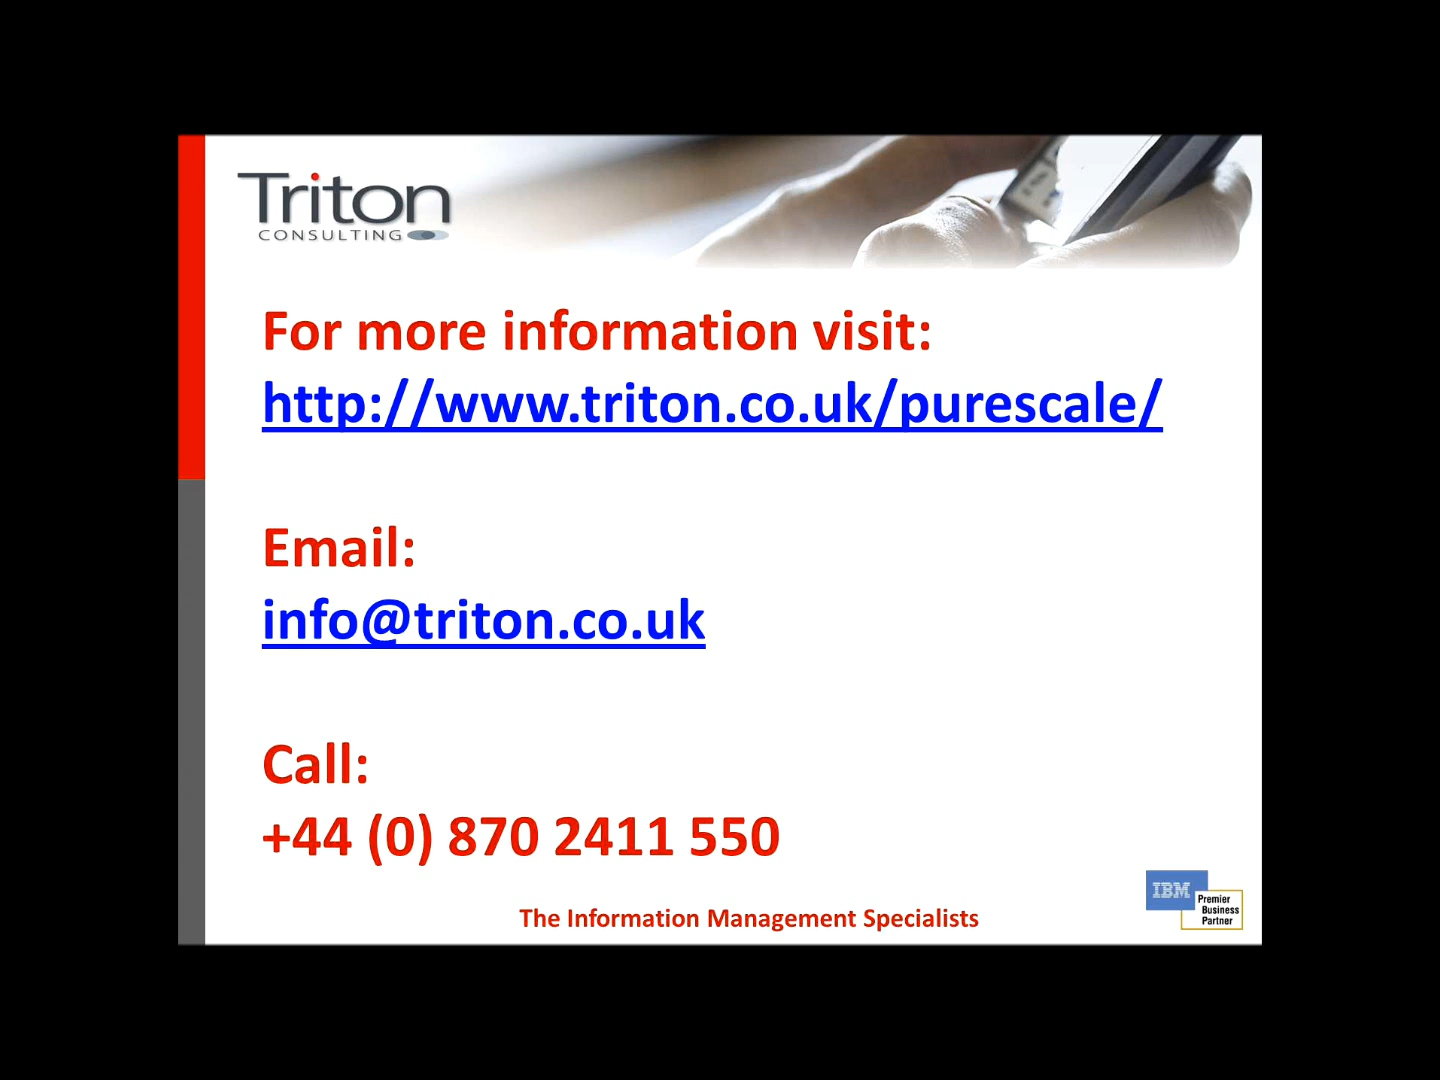 Triton
CONSULTING
For more information visit:
http://www.triton.co.uk/purescale/
Email:
info@triton.co.uk
Call:
+44 (0) 870 2411 550
The Information Management Specialists
IBM
Premier
Business
Partner